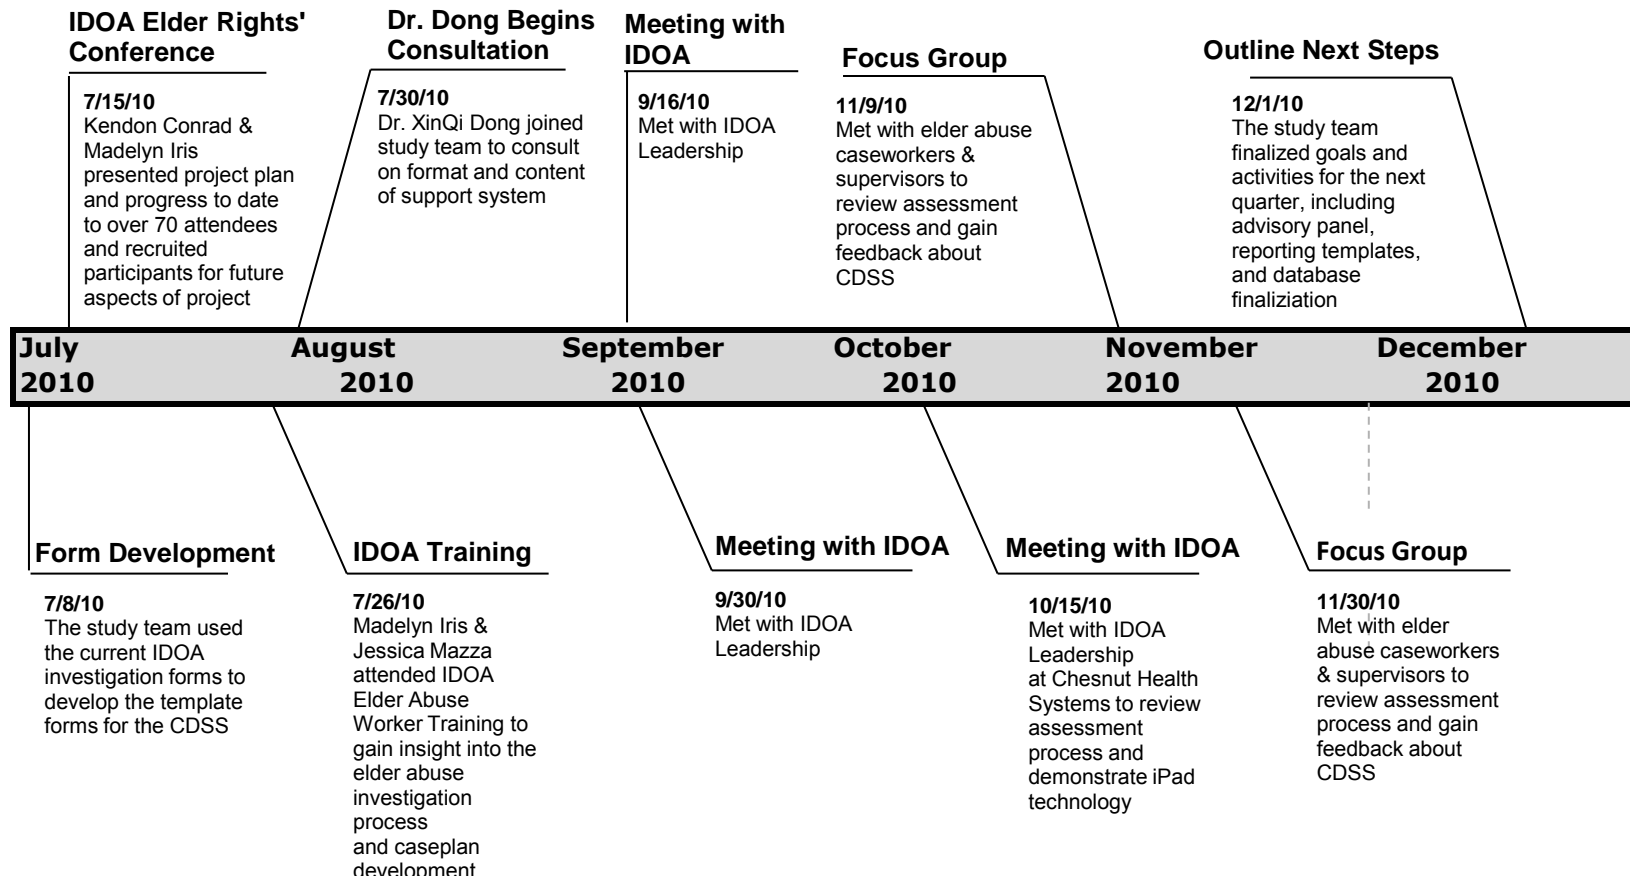 IDOA Elder Rights'
Conference
7/15/10
Kendon Conrad &
Madelyn Iris
presented project plan
and progress to date
to over 70 attendees
and recruited
participants for future
aspects of project
Dr. Dong Begins
Consultation
7/30/10
Dr. XinQi Dong joined
study team to consult
on format and content
of support system
Meeting with
IDOA
9/16/10
Met with IDOA
Leadership
Focus Group
11/9/10
Met with elder abuse
caseworkers &
supervisors to
review assessment
process and gain
feedback about
CDSS
Outline Next Steps
12/1/10
The study team
finalized goals and
activities for the next
quarter, including
advisory panel,
reporting templates,
and database
finaliziation
July
2010
August
2010
September
2010
October
2010
November
2010
December
2010
Form Development
7/8/10
The study team used
the current IDOA
investigation forms to
develop the template
forms for the CDSS
IDOA Training
7/26/10
Madelyn Iris &
Jessica Mazza
attended IDOA
Elder Abuse
Worker Training to
gain insight into the
elder abuse
investigation
process
and caseplan
development
Meeting with IDOA
9/30/10
Met with IDOA
Leadership
Meeting with IDOA
10/15/10
Met with IDOA
Leadership
at Chesnut Health
Systems to review
assessment
process and
demonstrate iPad
technology
Focus Group
11/30/10
Met with elder
abuse caseworkers
& supervisors to
review assessment
process and gain
feedback about
CDSS